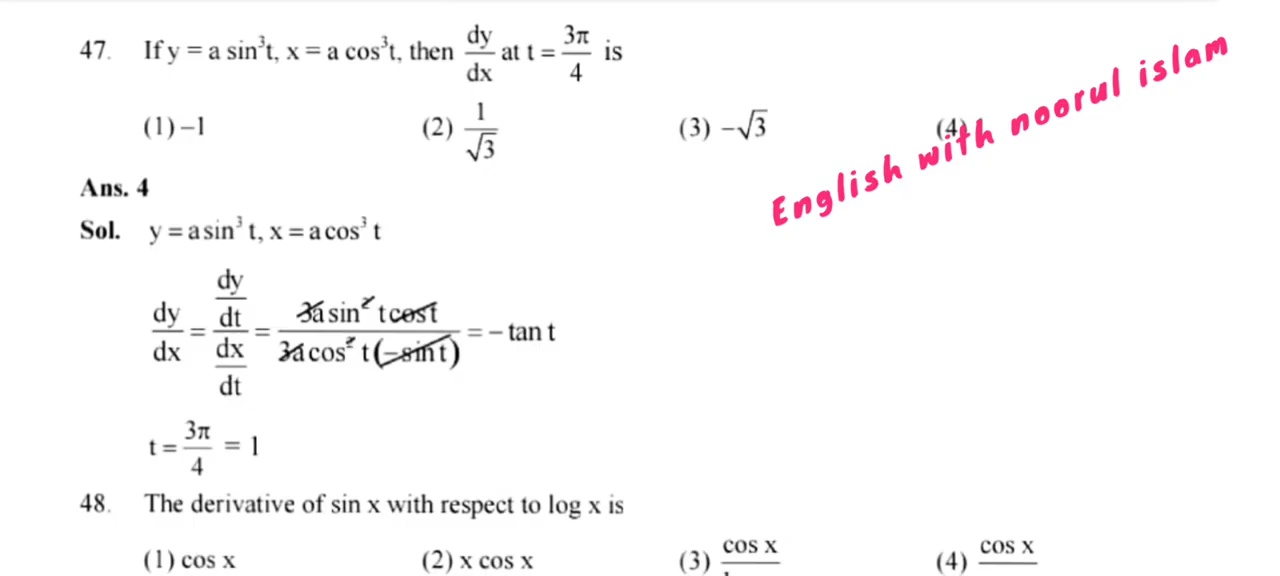 47. If y = a sin³t, x = a cos³t, then dy/dx at t = 3π/4 is
(1) –1 (2) 1/√3 (3) –√3 (4)
English with noorul islam
Ans. 4
Sol. y = a sin³ t, x = a cos³ t
dy/dx = (dy/dt)/(dx/dt) = 3a sin² t cos t / 3a cos² t (–sin t) = – tan t
t = 3π/4 = 1
48. The derivative of sin x with respect to log x is
(1) cos x (2) x cos x (3) cos x (4) cos x